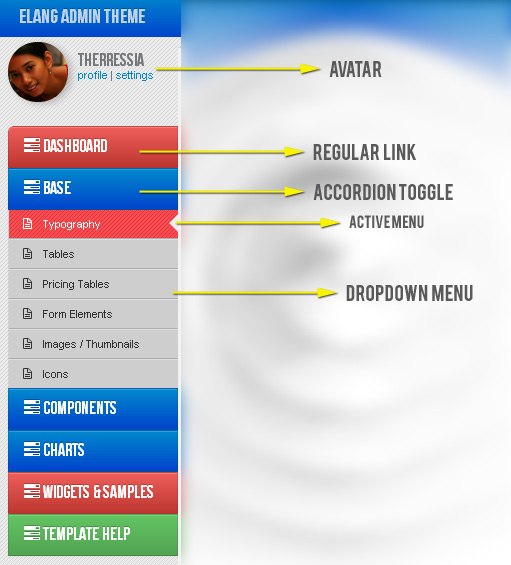 ELANG ADMIN THEME
THERRESSIA
profile | settings
AVATAR
DASHBOARD
REGULAR LINK
BASE
ACCORDION TOGGLE
Typography
ACTIVE MENU
Tables
Pricing Tables
DROPDOWN MENU
Form Elements
Images / Thumbnails
Icons
COMPONENTS
CHARTS
WIDGETS & SAMPLES
TEMPLATE HELP